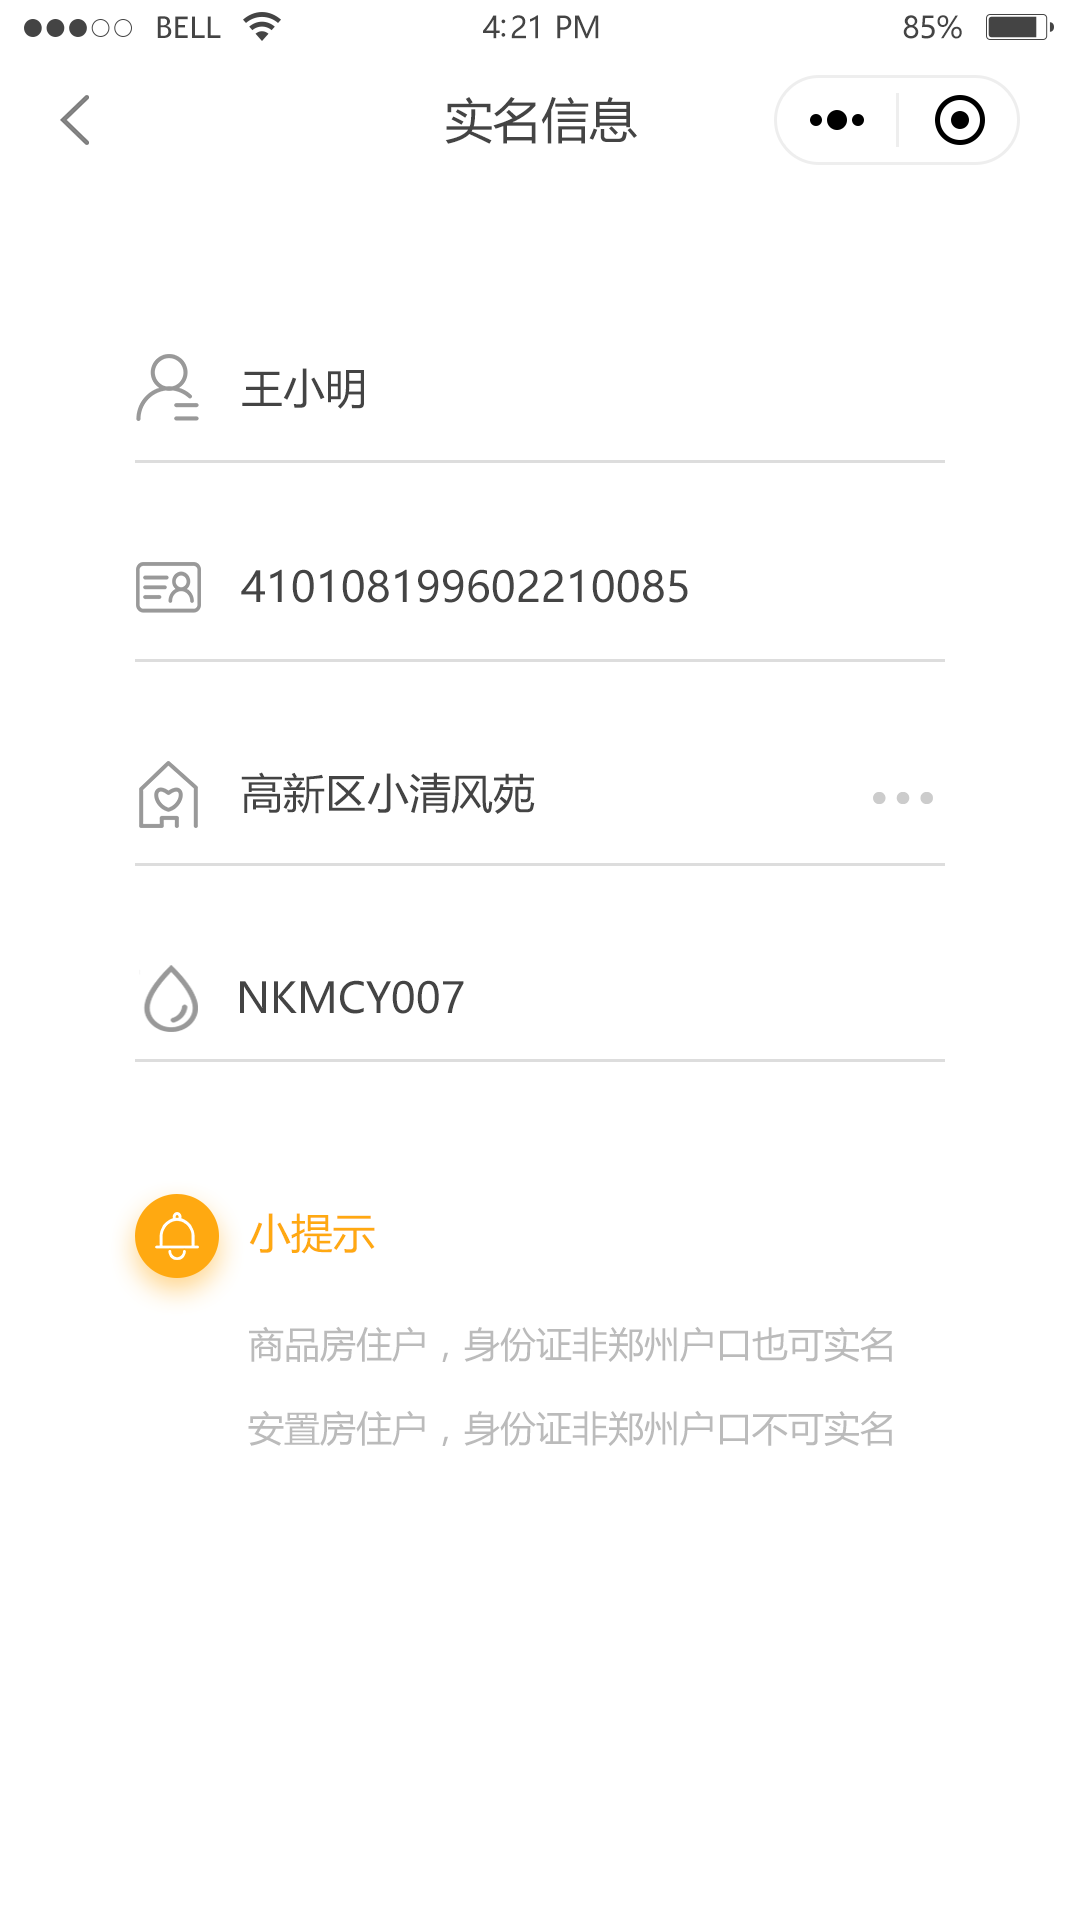 BELL 4:21 PM 85%
实名信息
王小明
410108199602210085
高新区小清风苑
NKMCY007
小提示
商品房住户，身份证非郑州户口也可实名
安置房住户，身份证非郑州户口不可实名